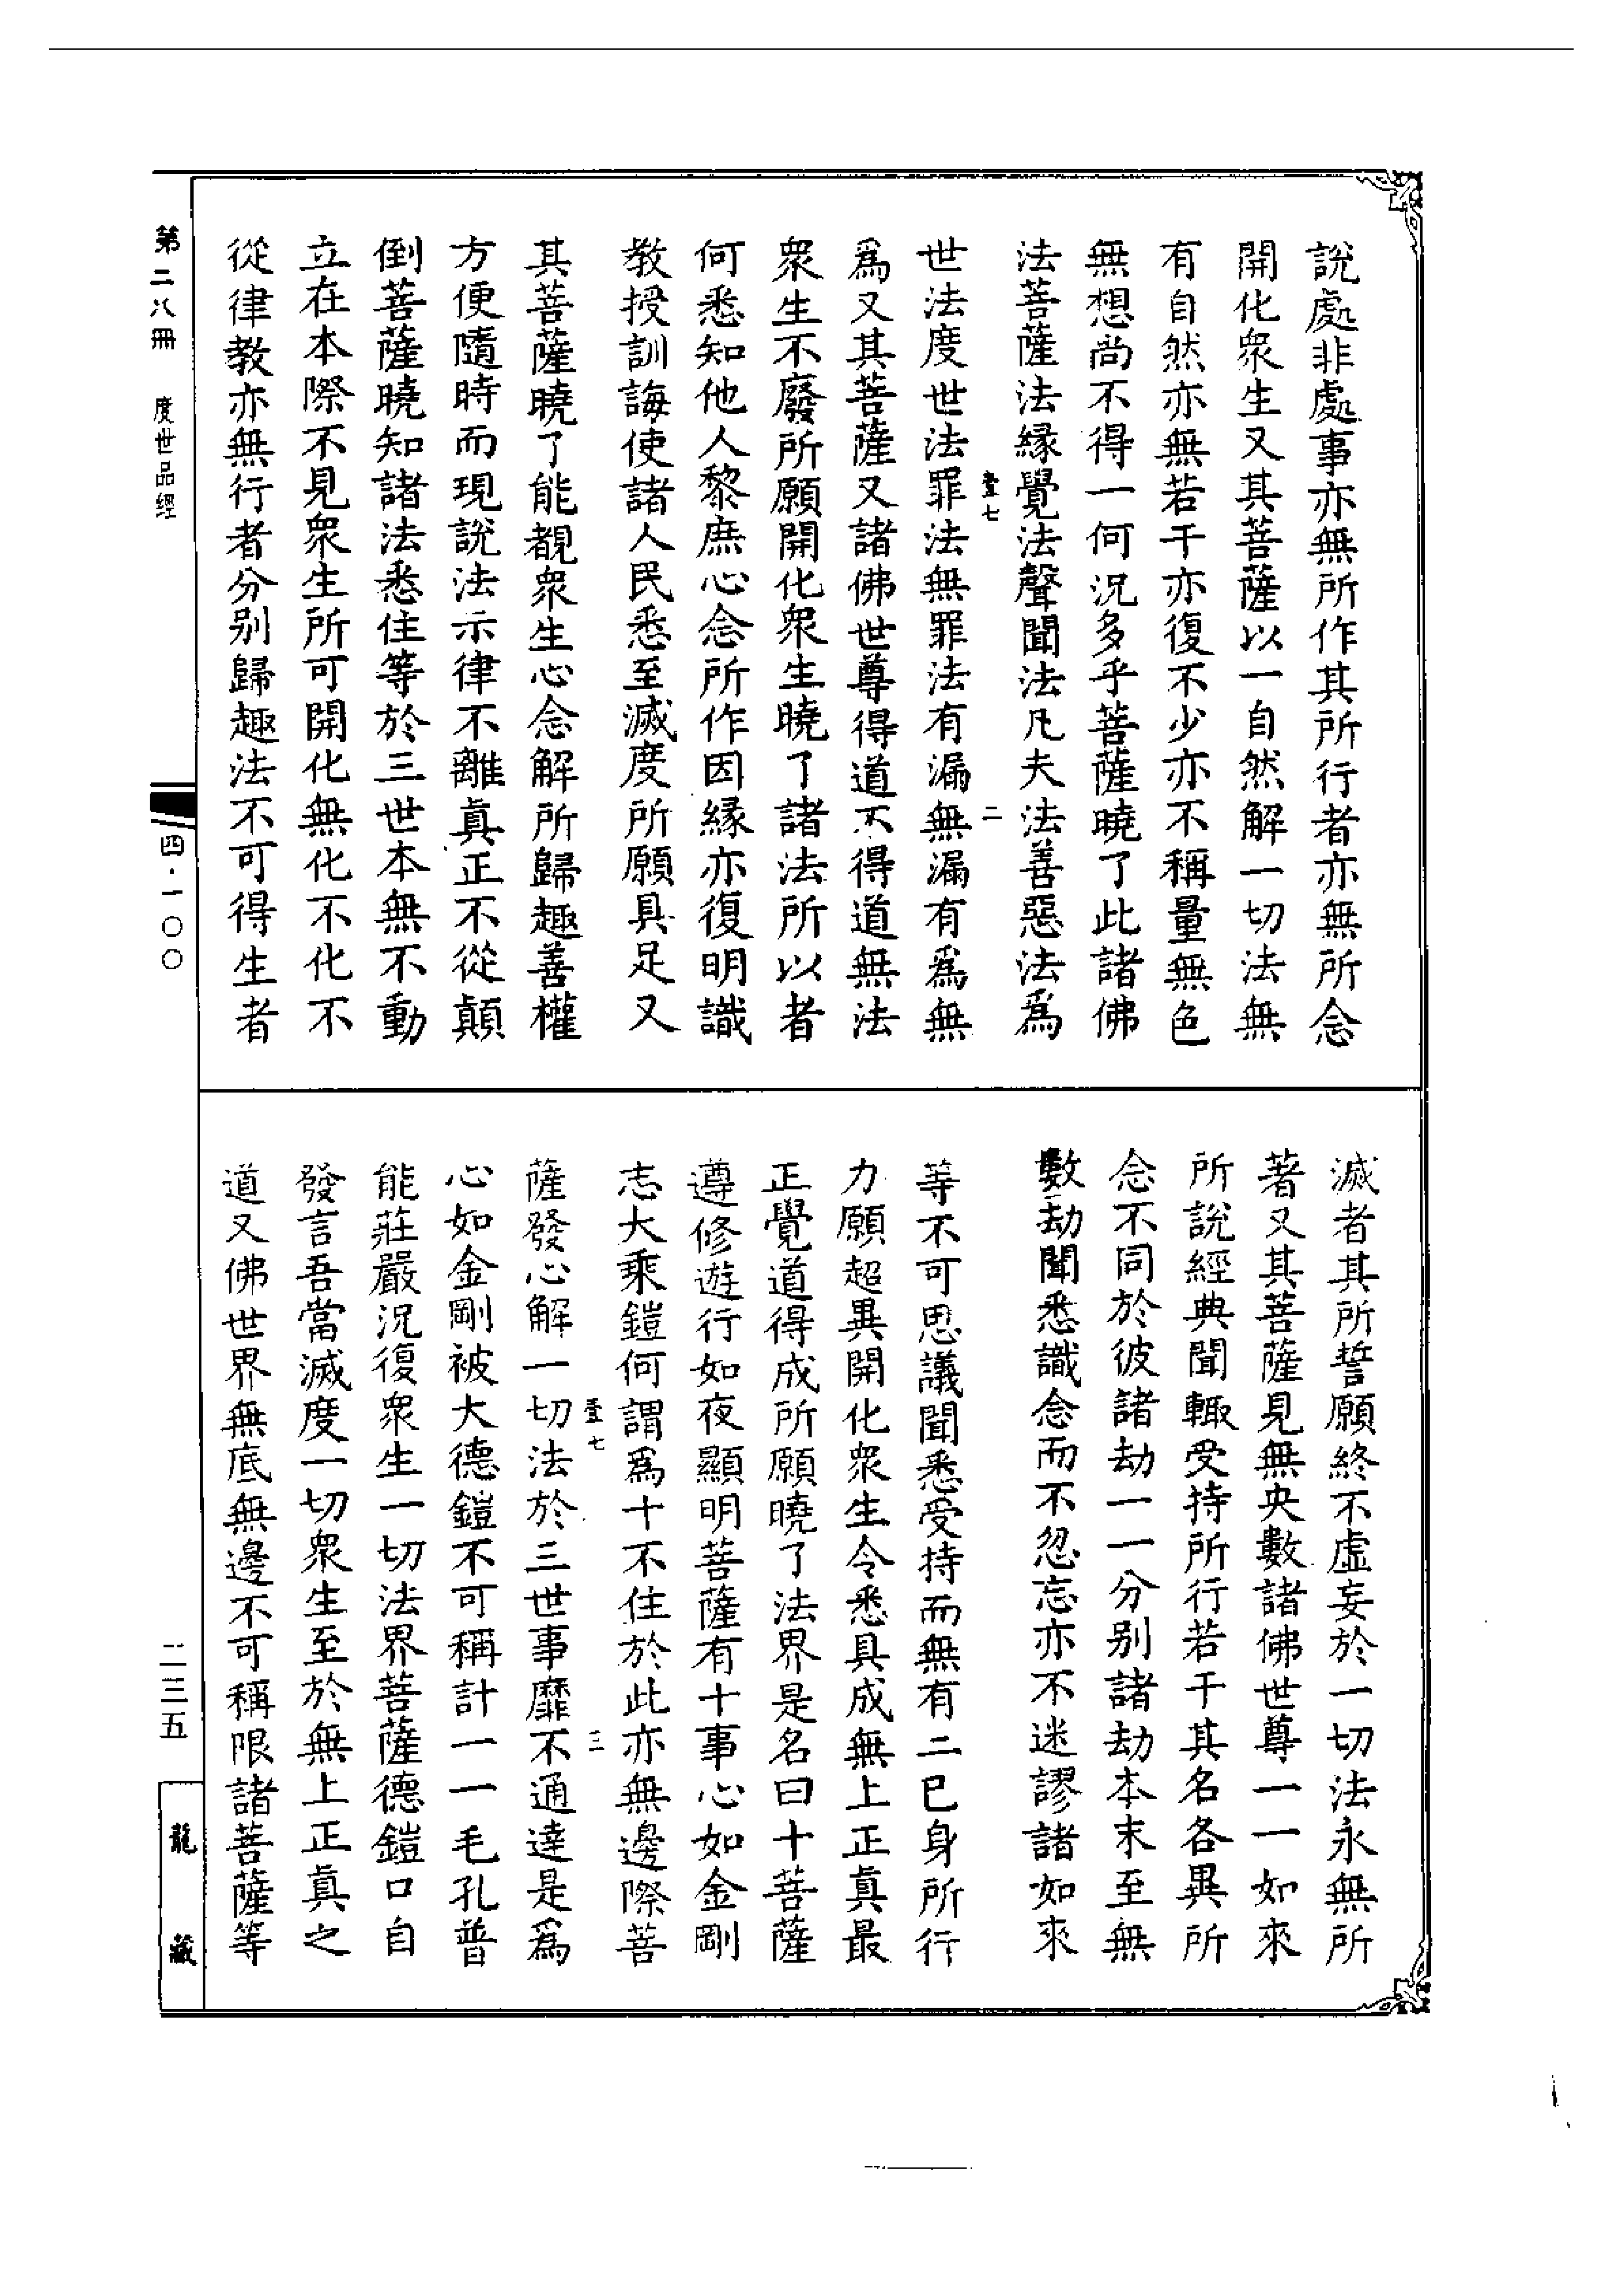 說處非處事亦無所作其所行者亦無所念
開化衆生又其菩薩以一自然解一切法無
有自然亦無若干亦復不少亦不稱量無色
無想尚不得一何況多乎菩薩曉了此諸佛
法菩薩法緣覺法聲聞法凡夫法善惡法爲
壹七 二
世法度世法罪法無罪法有漏無漏有爲無
爲又其菩薩又諸佛世尊得道不得道無法
衆生不廢所願開化衆生曉了諸法所以者
何悉知他人黎庶心念所作因緣亦復明識
教授訓誨使諸人民悉至滅度所願具足又
其菩薩曉了能覩衆生心念解所歸趣善權
方便隨時而現說法示律不離真正不從顛
倒菩薩曉知諸法悉住等於三世本無不動
立在本際不見衆生所可開化無化不化不
從律教亦無行者分別歸趣法不可得生者
滅者其所誓願終不虛妄於一切法永無所
著又其菩薩見無央數諸佛世尊一一如來
所說經典聞輙受持所行若干其名各異所
念不同於彼諸劫一一分別諸劫本末至無
數劫聞悉識念而不忽忘亦不迷謬諸如來
等不可思議聞悉受持而無有二已身所行
力願超異開化衆生令悉具成無上正真最
正覺道得成所願曉了法界是名曰十菩薩
遵修遊行如夜顯明菩薩有十事心如金剛
志大乘鎧何謂爲十不住於此亦無邊際菩
壹七 三
薩發心解一切法於三世事靡不通達是爲
心如金剛被大德鎧不可稱計一一毛孔普
能莊嚴況復衆生一切法界菩薩德鎧口自
發言吾當滅度一切衆生至於無上正真之
道又佛世界無底無邊不可稱限諸菩薩等
第二八冊 度世品經
四·一〇〇
二三五
龍藏